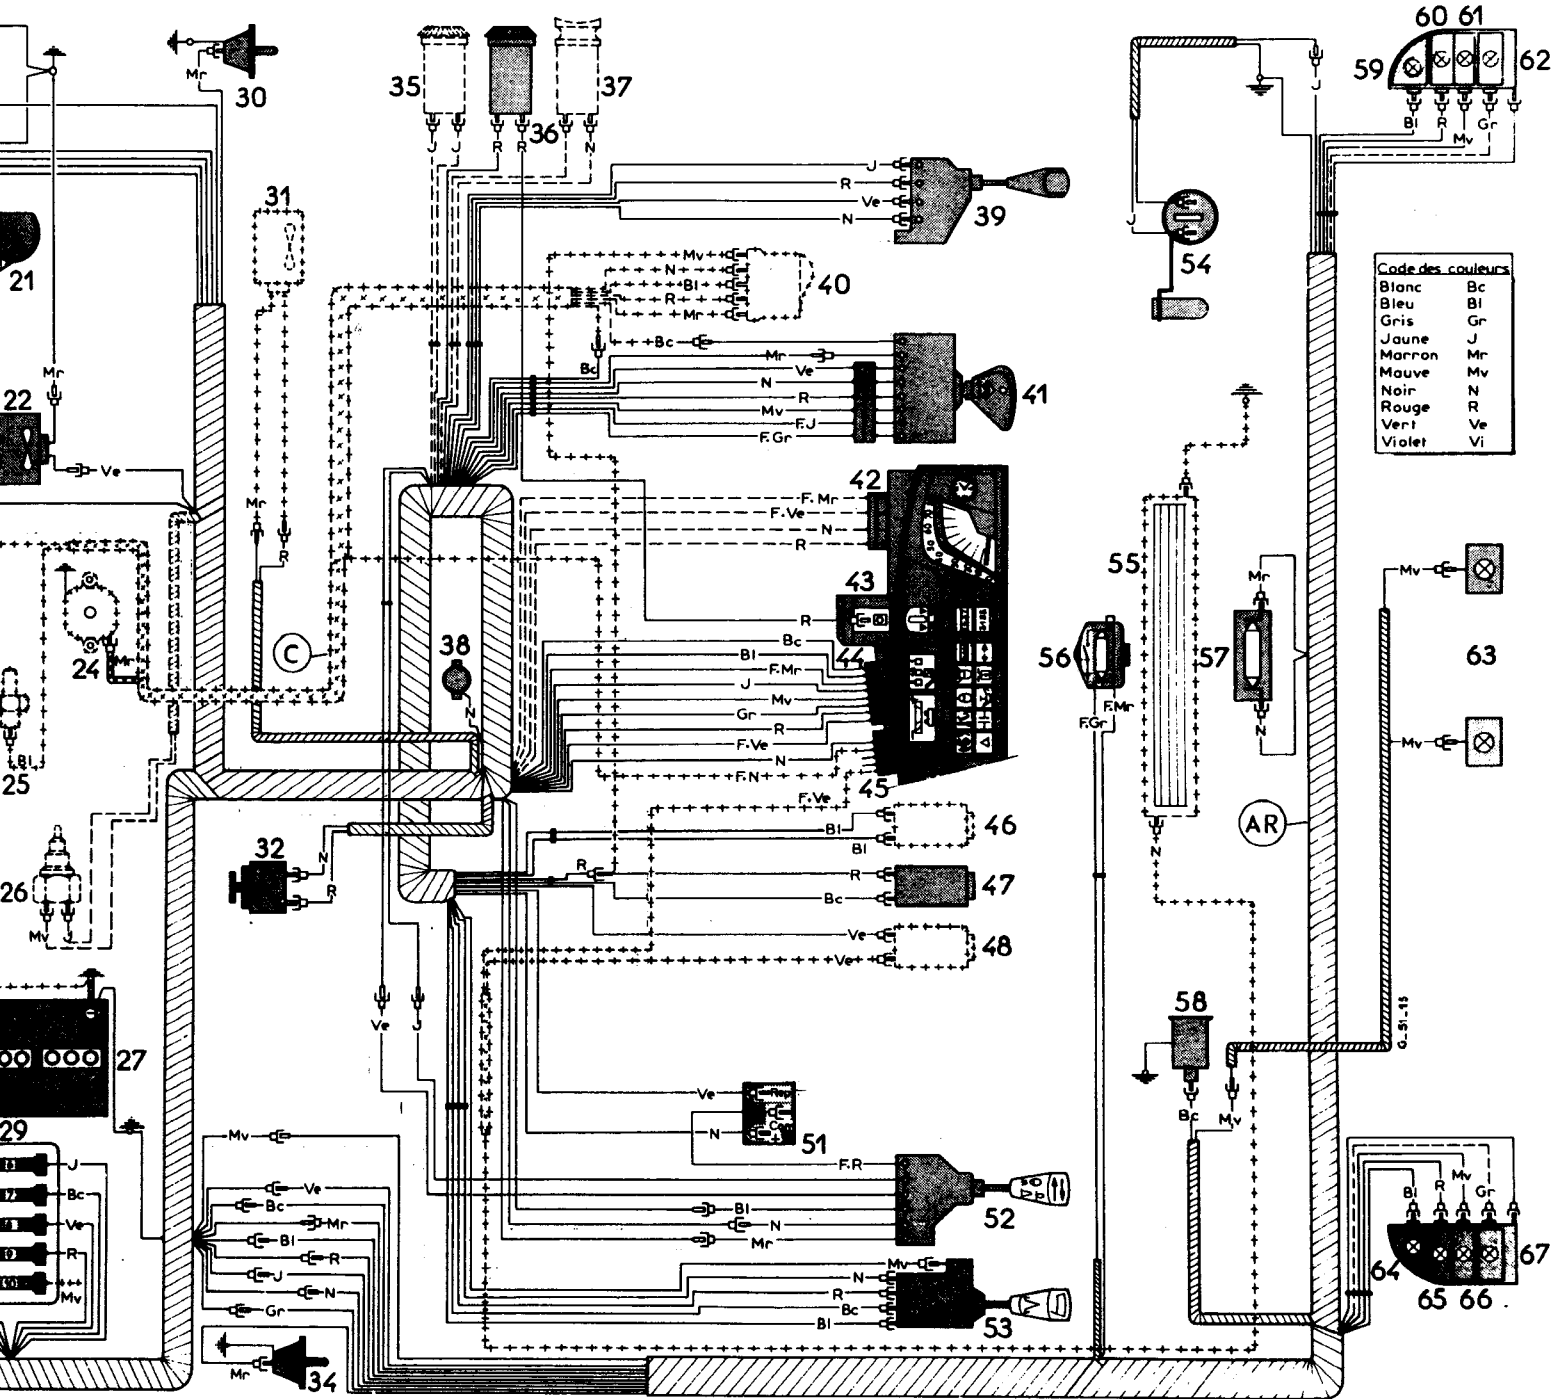 60 61
59
62
Bl
R
Mv
Gr
30
Mr
35
36
37
J
J
R
R
N
J
R
Ve
N
39
J
J
54
31
21
Mv
N
Bl
R
Mr
40
Code des couleurs
Blanc Bc
Bleu Bl
Gris Gr
Jaune J
Marron Mr
Mauve Mv
Noir N
Rouge R
Vert Ve
Violet Vi
Bc
Bc
Mr
Ve
N
R
Mv
F.J
F.Gr
41
Mr
22
Ve
Mr
R
42
F.Mr
F.Ve
N
R
43
R
44
Bc
Bl
F.Mr
J
Mv
Gr
R
F.Ve
N
F.N
F.Ve
45
24
Mr
C
38
N
25
Bl
55
56
F.Gr
F.Mr
57
Mr
N
Mv
63
Mv
AR
N
26
Mv
J
32
N
R
Bl
Bl
46
R
R
Bc
47
Ve
Ve
48
27
Ve
J
58
Bc
Mv
G_51_15
29
J
Bc
Ve
R
Mv
Mv
Ve
Bc
Mr
Bl
R
J
N
Gr
Mr
34
Ve
N
51
F.R
Bl
N
Mr
52
Mv
N
R
Bc
Bl
53
Bl
R
Mv
Gr
64
65
66
67